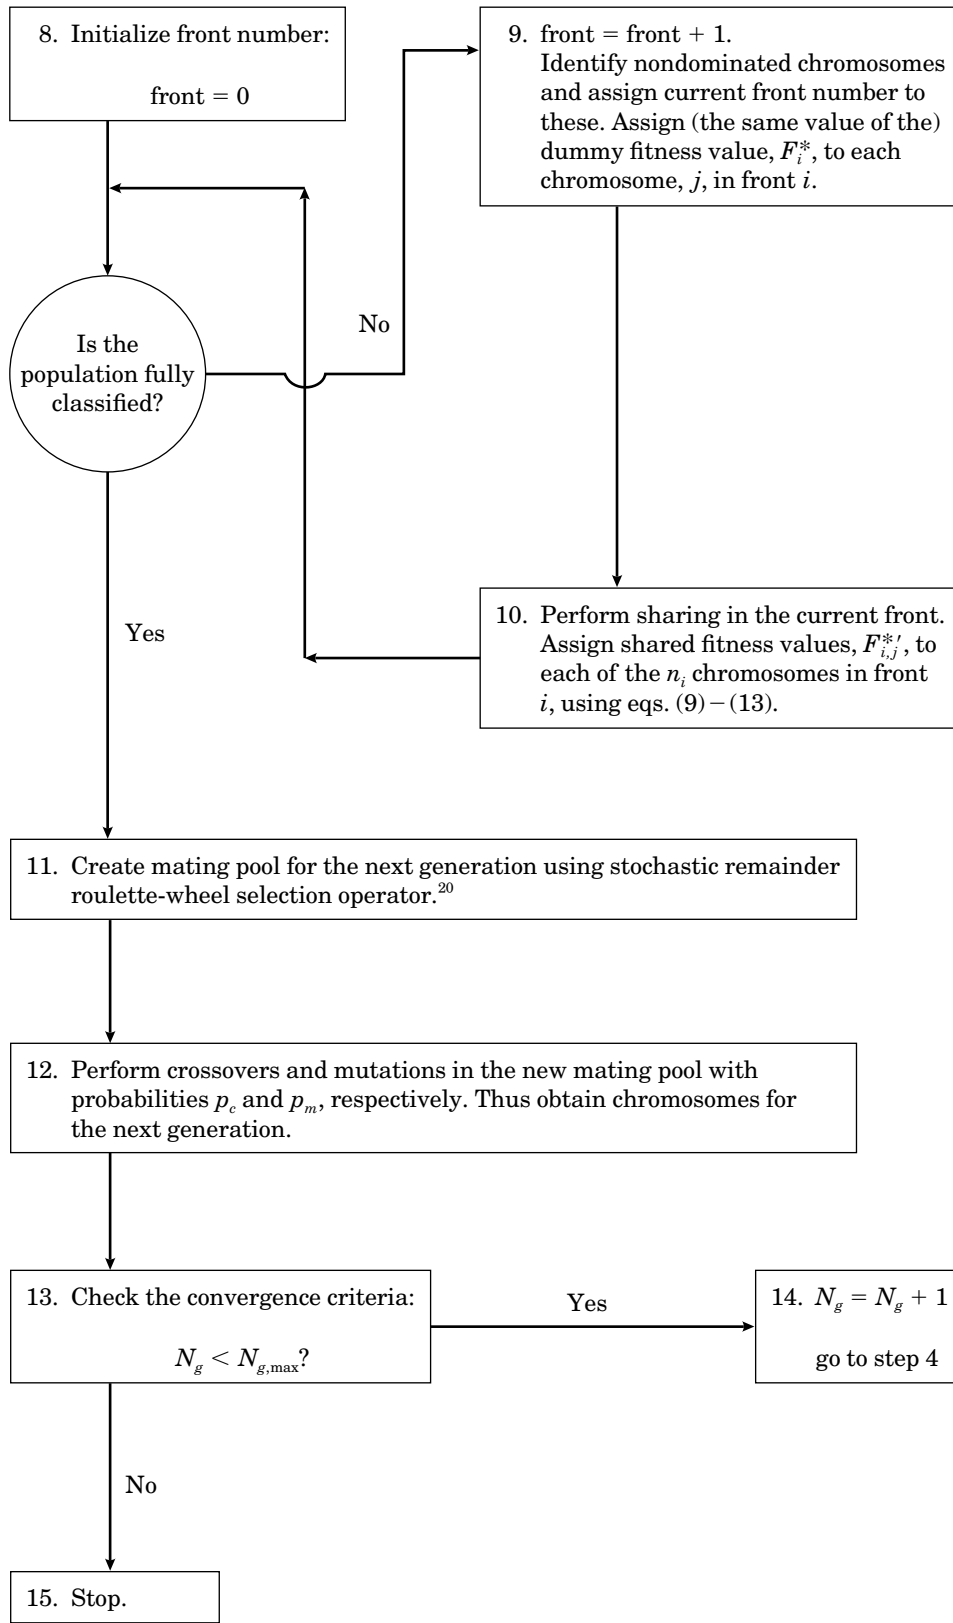 8. Initialize front number:
front = 0
9. front = front + 1.
Identify nondominated chromosomes
and assign current front number to
these. Assign (the same value of the)
dummy fitness value, F_i^*, to each
chromosome, j, in front i.
No
Is the
population fully
classified?
Yes
10. Perform sharing in the current front.
Assign shared fitness values, F_{i,j}^{*′}, to
each of the n_i chromosomes in front
i, using eqs. (9)–(13).
11. Create mating pool for the next generation using stochastic remainder
roulette-wheel selection operator.²⁰
12. Perform crossovers and mutations in the new mating pool with
probabilities p_c and p_m, respectively. Thus obtain chromosomes for
the next generation.
13. Check the convergence criteria:
N_g < N_{g,max}?
Yes
14. N_g = N_g + 1
go to step 4
No
15. Stop.